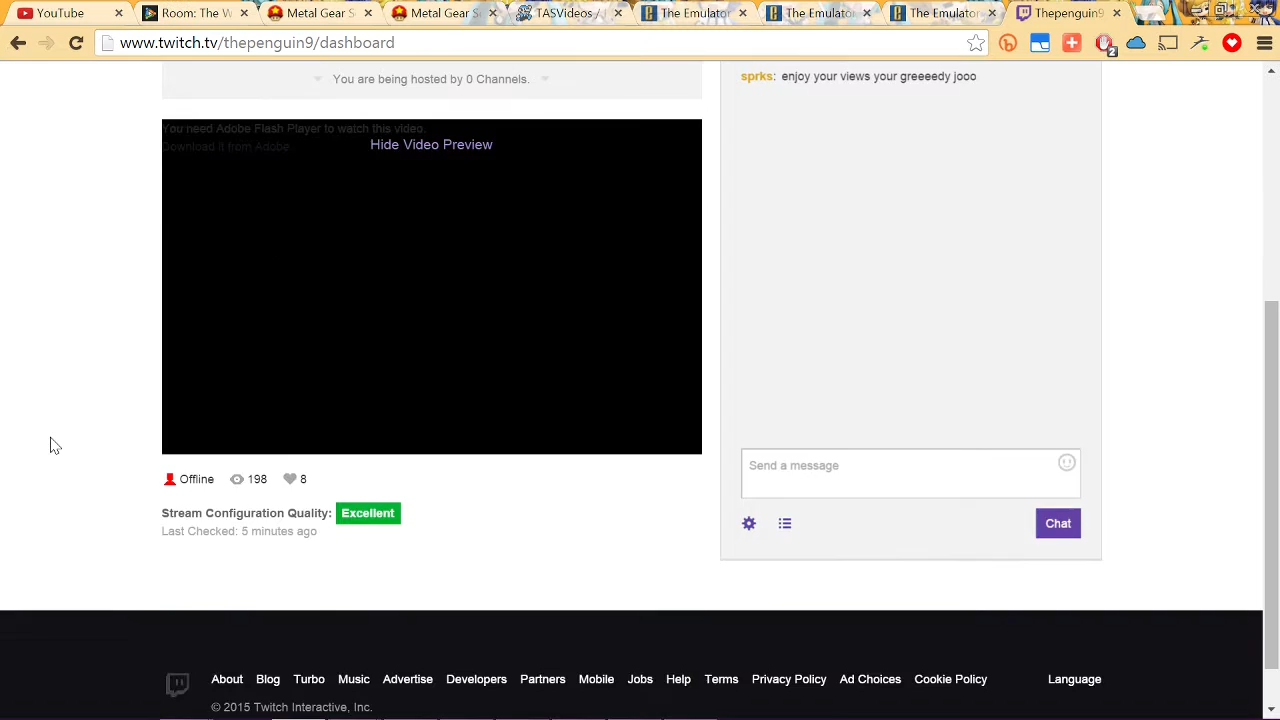 YouTube
Room: The W
Metal Gear S
Metal Gear S
TASVideos /
The Emulator
The Emulator
The Emulator
Thepenguin9
www.twitch.tv/thepenguin9/dashboard
2
You are being hosted by 0 Channels.
sprks: enjoy your views your greeeedy jooo
You need Adobe Flash Player to watch this video.
Download it from Adobe
Hide Video Preview
Send a message
Offline 198 8
Stream Configuration Quality: Excellent
Last Checked: 5 minutes ago
Chat
About Blog Turbo Music Advertise Developers Partners Mobile Jobs Help Terms Privacy Policy Ad Choices Cookie Policy Language
© 2015 Twitch Interactive, Inc.